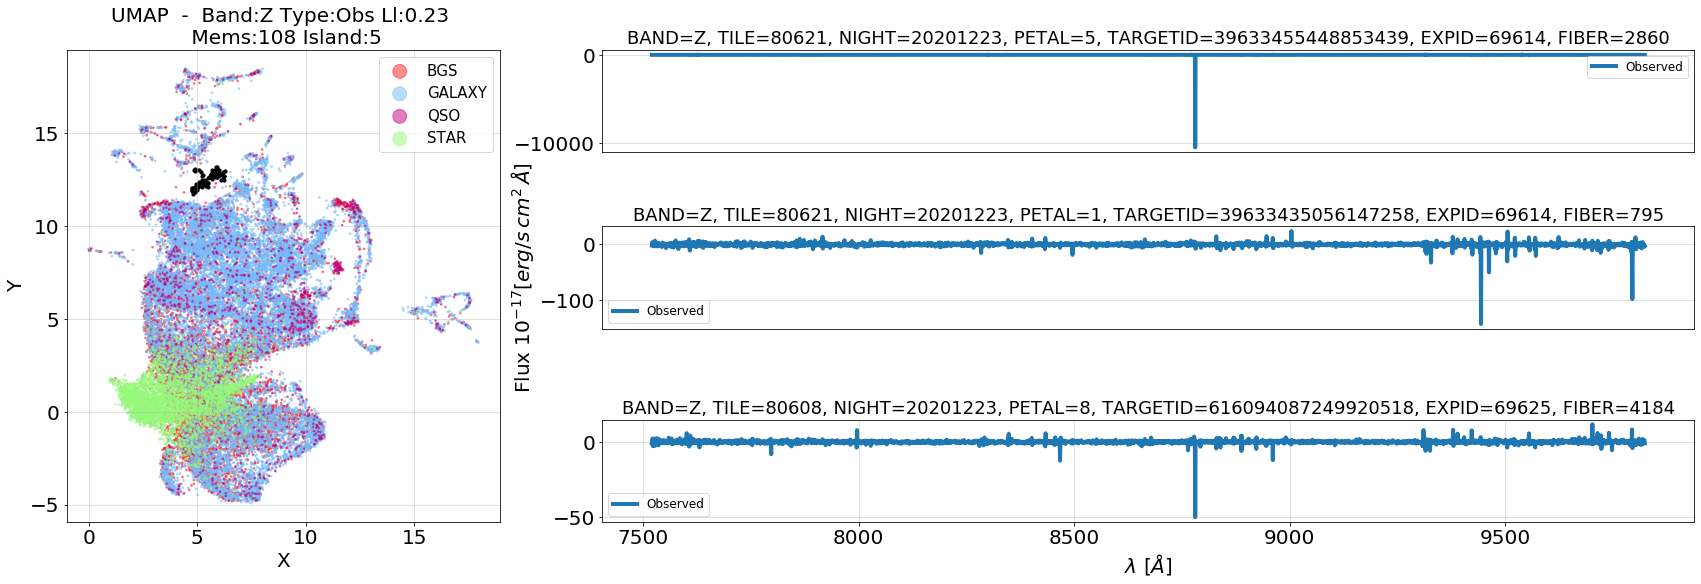 UMAP - Band:Z Type:Obs Ll:0.23
Mems:108 Island:5
BGS
GALAXY
QSO
STAR
15
10
5
0
−5
Y
0
5
10
15
X
Flux 10^{-17}[erg/s cm^2 Å]
BAND=Z, TILE=80621, NIGHT=20201223, PETAL=5, TARGETID=39633455448853439, EXPID=69614, FIBER=2860
0
−10000
Observed
BAND=Z, TILE=80621, NIGHT=20201223, PETAL=1, TARGETID=39633435056147258, EXPID=69614, FIBER=795
0
−100
Observed
BAND=Z, TILE=80608, NIGHT=20201223, PETAL=8, TARGETID=616094087249920518, EXPID=69625, FIBER=4184
0
−50
Observed
7500
8000
8500
9000
9500
λ [Å]